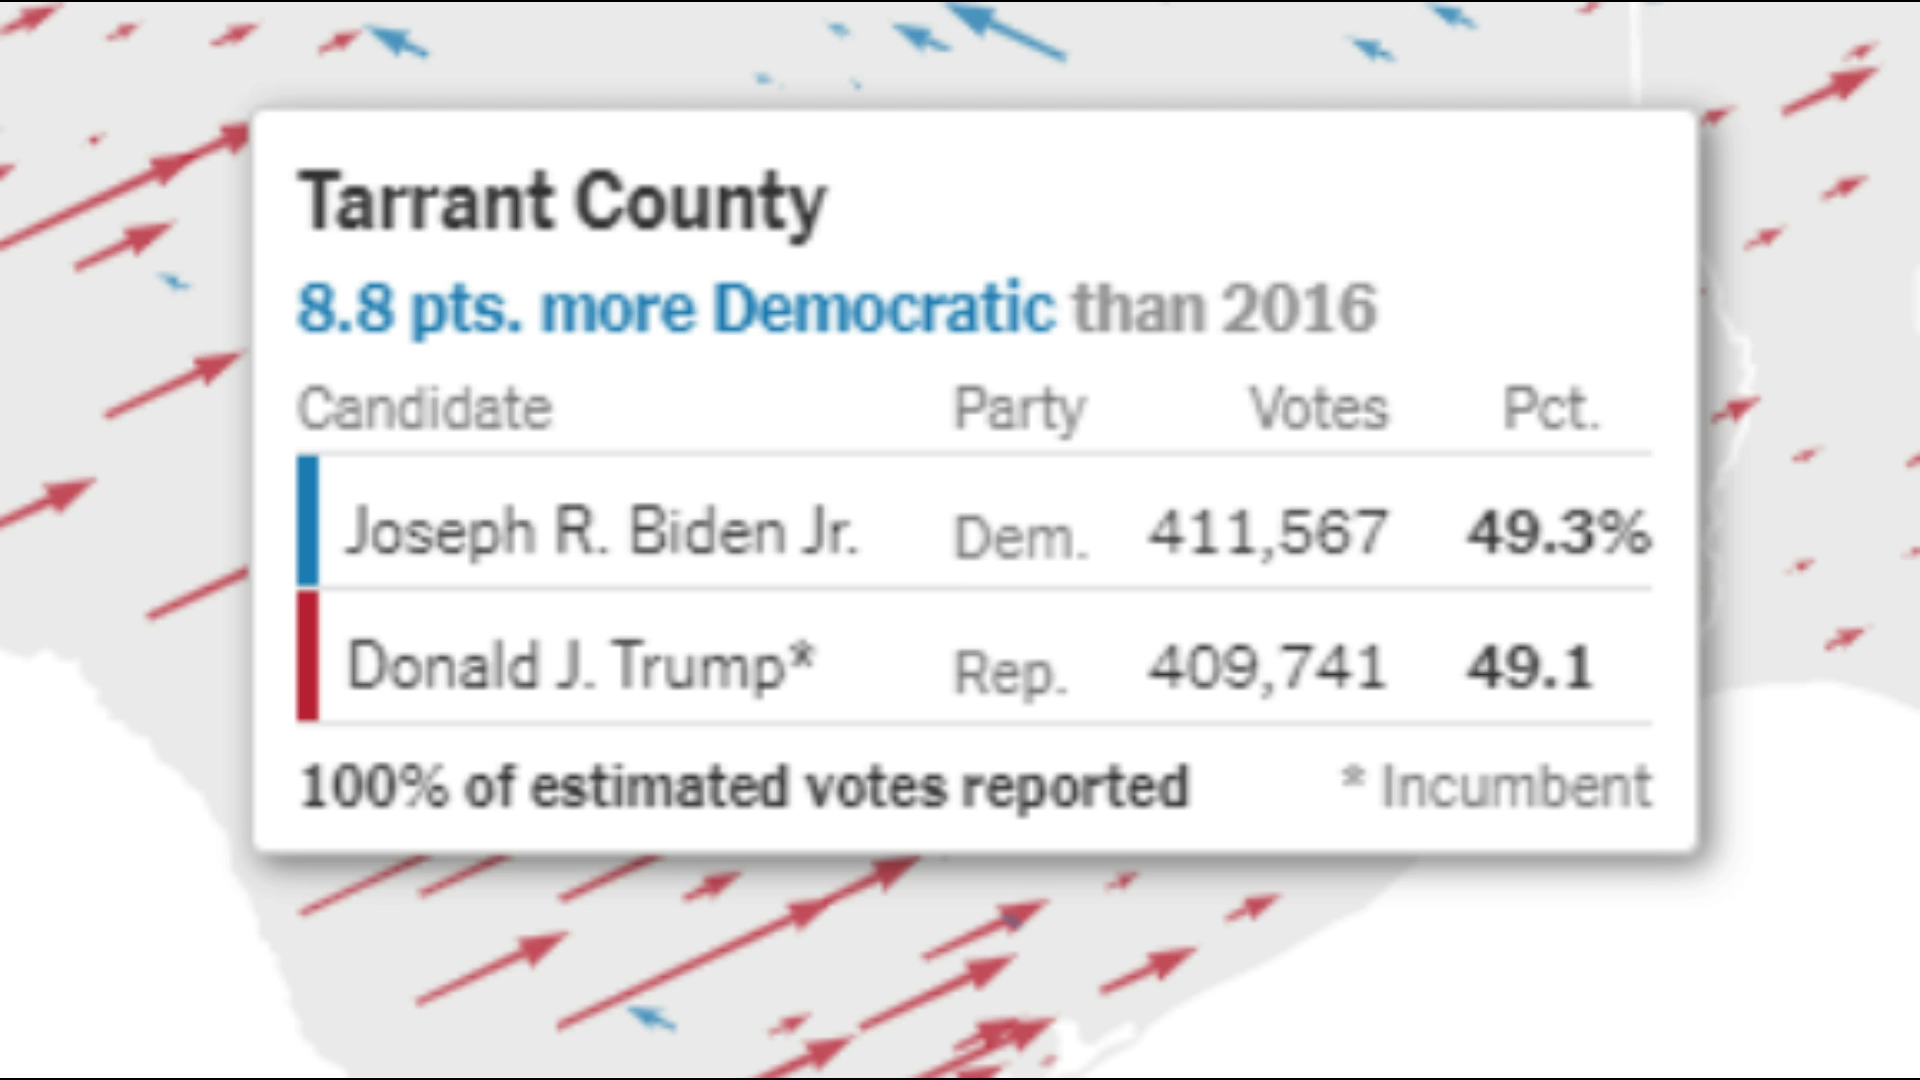 Tarrant County
8.8 pts. more Democratic than 2016
Candidate Party Votes Pct.
Joseph R. Biden Jr. Dem. 411,567 49.3%
Donald J. Trump* Rep. 409,741 49.1
100% of estimated votes reported * Incumbent